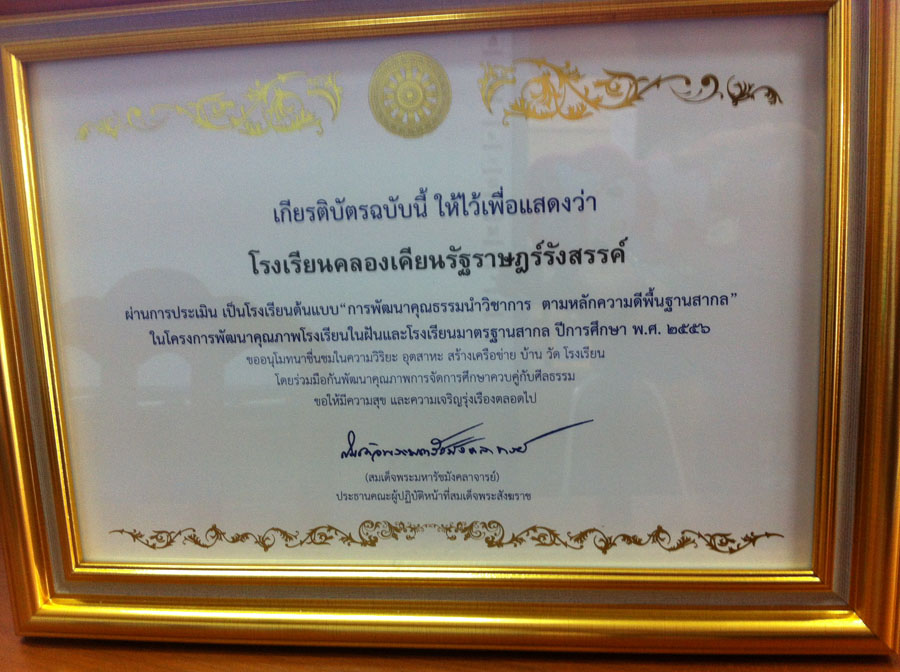 เกียรติบัตรฉบับนี้ ให้ไว้เพื่อแสดงว่า
โรงเรียนคลองเคียนรัฐราษฎร์รังสรรค์
ผ่านการประเมิน เป็นโรงเรียนต้นแบบ“การพัฒนาคุณธรรมนำวิชาการ ตามหลักความดีพื้นฐานสากล”
ในโครงการพัฒนาคุณภาพโรงเรียนในฝันและโรงเรียนมาตรฐานสากล ปีการศึกษา พ.ศ. ๒๕๕๖
ขออนุโมทนาชื่นชมในความวิริยะ อุตสาหะ สร้างเครือข่าย บ้าน วัด โรงเรียน
โดยร่วมมือกันพัฒนาคุณภาพการจัดการศึกษาควบคู่กับศีลธรรม
ขอให้มีความสุข และความเจริญรุ่งเรืองตลอดไป
(สมเด็จพระมหารัชมังคลาจารย์)
ประธานคณะผู้ปฏิบัติหน้าที่สมเด็จพระสังฆราช